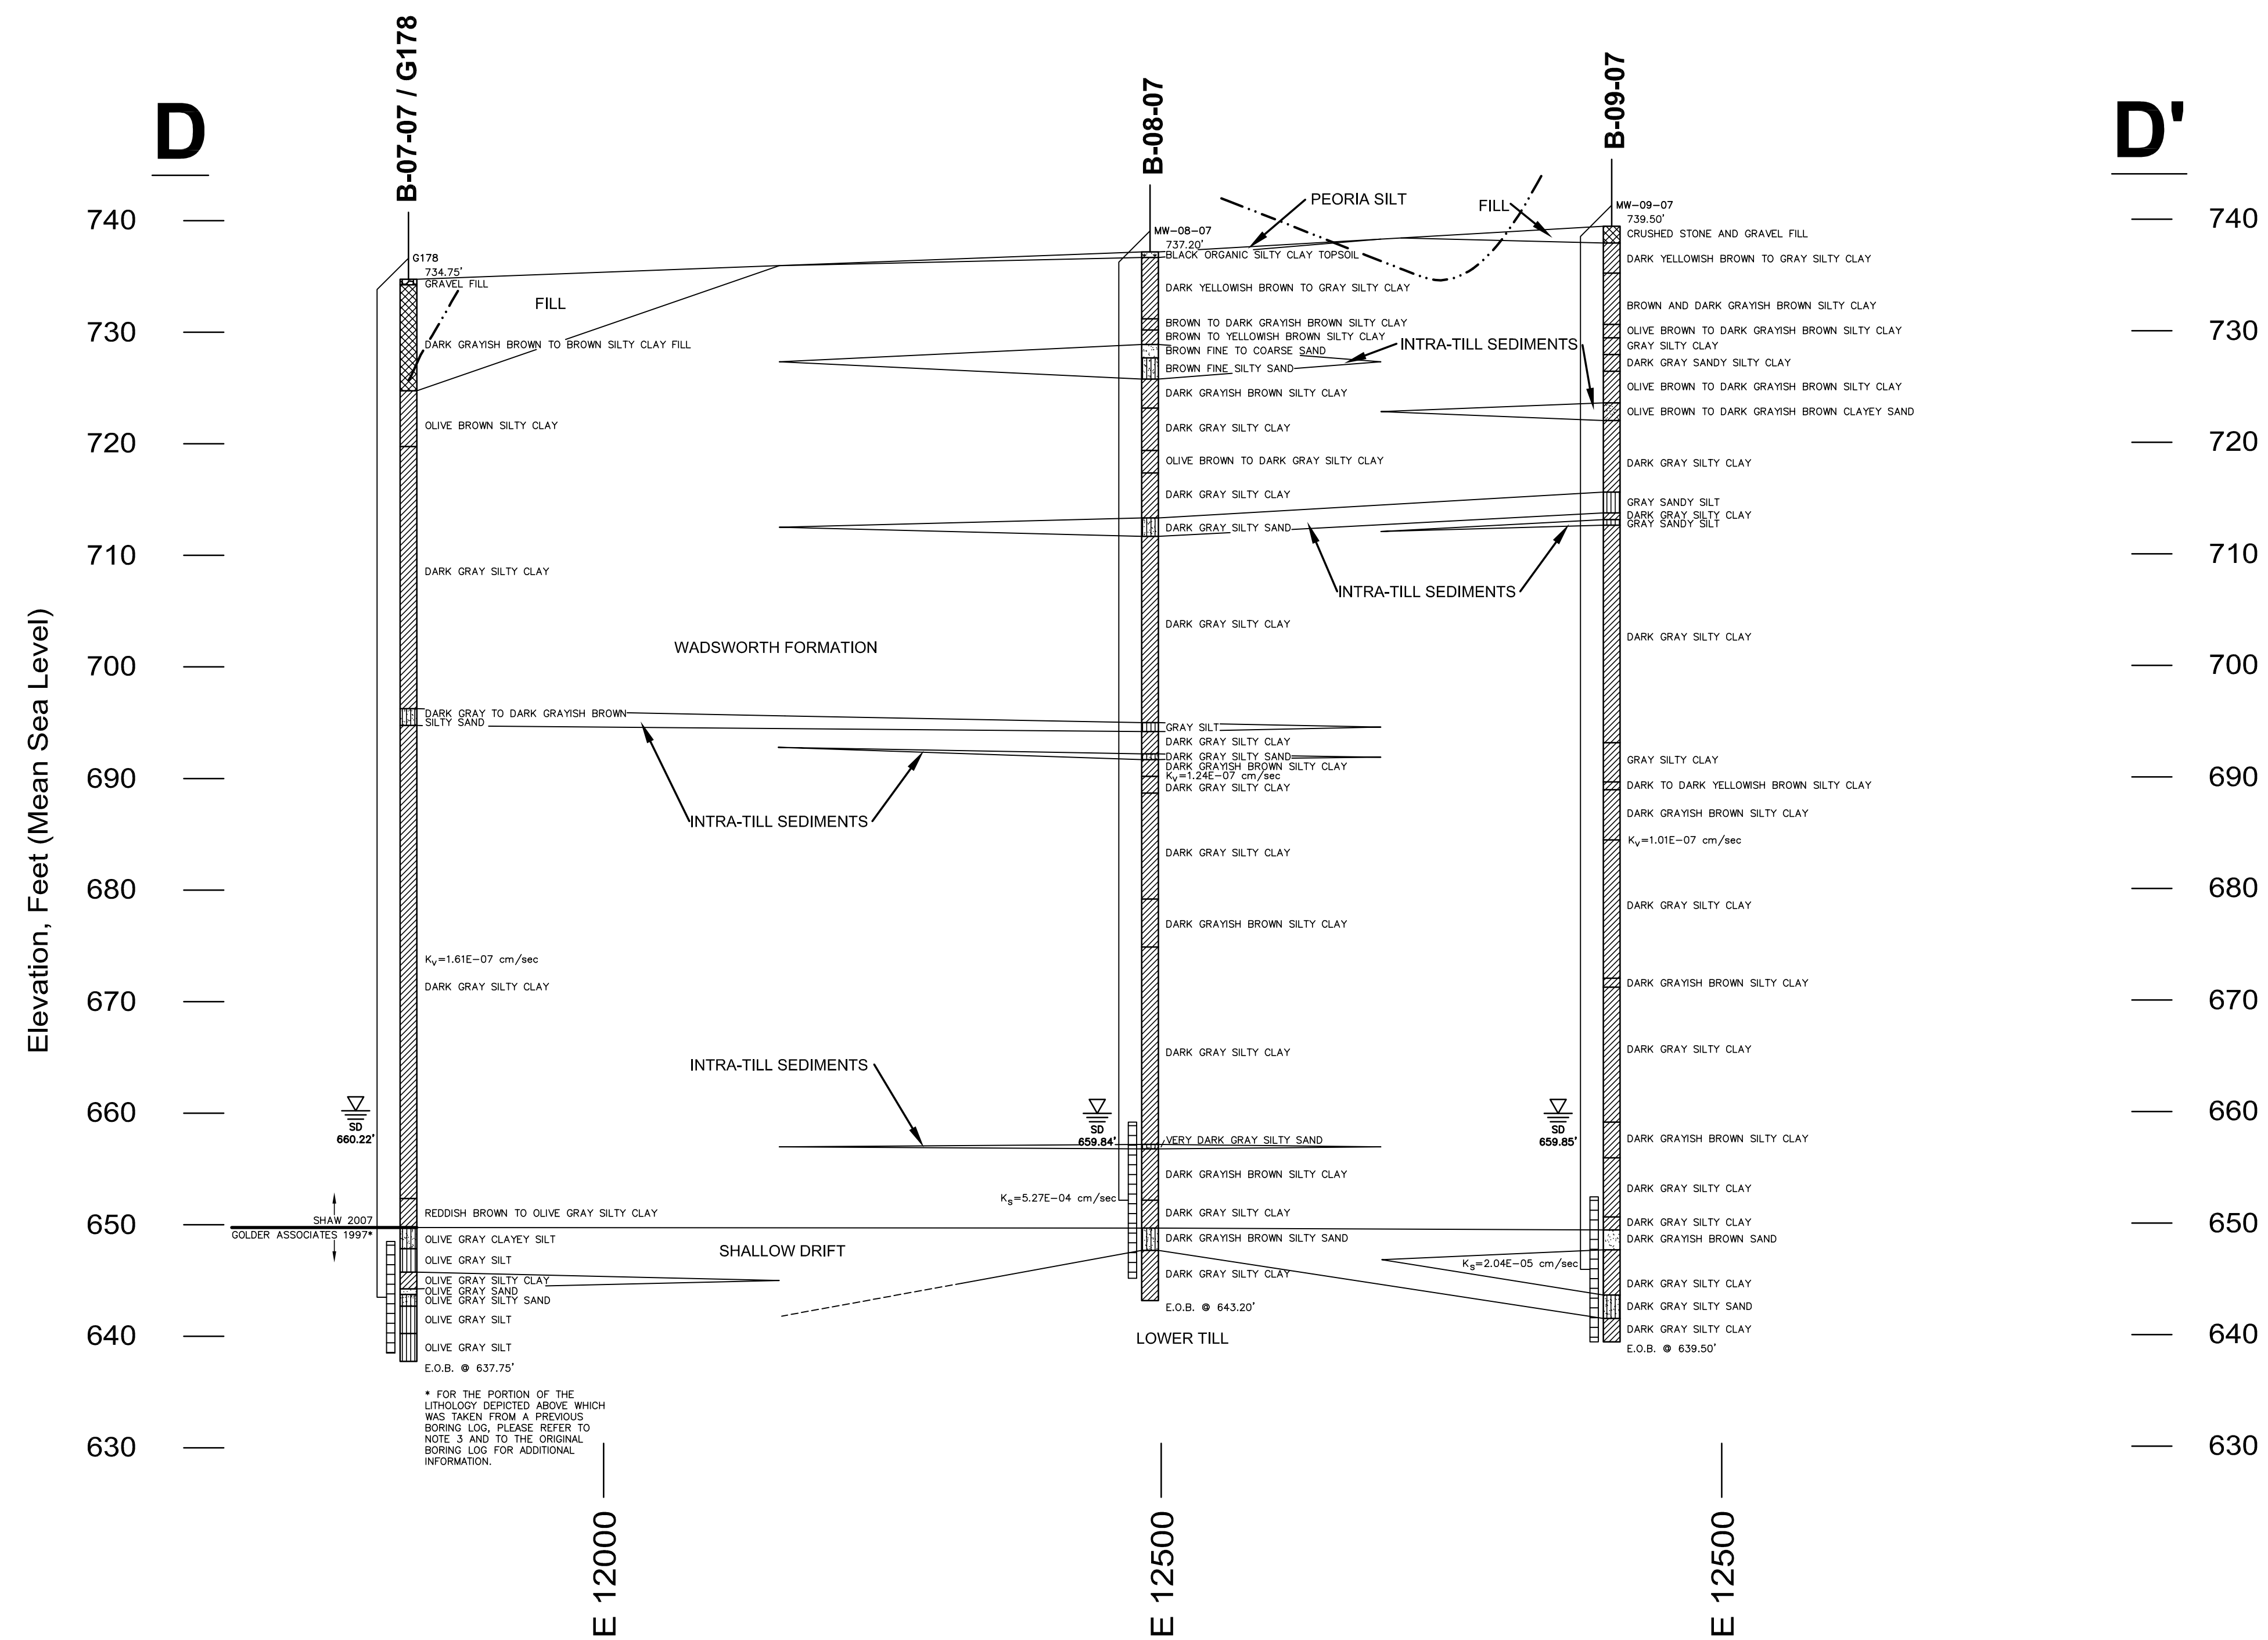 D
D'
B-07-07 / G178
B-08-07
B-09-07
Elevation, Feet (Mean Sea Level)
740
730
720
710
700
690
680
670
660
650
640
630
G178
734.75'
GRAVEL FILL
FILL
DARK GRAYISH BROWN TO BROWN SILTY CLAY FILL
OLIVE BROWN SILTY CLAY
DARK GRAY SILTY CLAY
WADSWORTH FORMATION
DARK GRAY TO DARK GRAYISH BROWN
SILTY SAND
INTRA-TILL SEDIMENTS
Kv=1.61E-07 cm/sec
DARK GRAY SILTY CLAY
INTRA-TILL SEDIMENTS
SD
660.22'
REDDISH BROWN TO OLIVE GRAY SILTY CLAY
SHAW 2007
GOLDER ASSOCIATES 1997*
OLIVE GRAY CLAYEY SILT
SHALLOW DRIFT
OLIVE GRAY SILT
OLIVE GRAY SILTY CLAY
OLIVE GRAY SAND
OLIVE GRAY SILTY SAND
OLIVE GRAY SILT
OLIVE GRAY SILT
E.O.B. @ 637.75'
* FOR THE PORTION OF THE
LITHOLOGY DEPICTED ABOVE WHICH
WAS TAKEN FROM A PREVIOUS
BORING LOG, PLEASE REFER TO
NOTE 3 AND TO THE ORIGINAL
BORING LOG FOR ADDITIONAL
INFORMATION.
MW-08-07
737.20'
BLACK ORGANIC SILTY CLAY TOPSOIL
PEORIA SILT
FILL
DARK YELLOWISH BROWN TO GRAY SILTY CLAY
BROWN TO DARK GRAYISH BROWN SILTY CLAY
BROWN TO YELLOWISH BROWN SILTY CLAY
BROWN FINE TO COARSE SAND
INTRA-TILL SEDIMENTS
BROWN FINE SILTY SAND
DARK GRAYISH BROWN SILTY CLAY
DARK GRAY SILTY CLAY
OLIVE BROWN TO DARK GRAY SILTY CLAY
DARK GRAY SILTY CLAY
DARK GRAY SILTY SAND
INTRA-TILL SEDIMENTS
DARK GRAY SILTY CLAY
GRAY SILT
DARK GRAY SILTY CLAY
DARK GRAY SILTY SAND
DARK GRAYISH BROWN SILTY CLAY
Kv=1.24E-07 cm/sec
DARK GRAY SILTY CLAY
DARK GRAY SILTY CLAY
DARK GRAYISH BROWN SILTY CLAY
DARK GRAY SILTY CLAY
SD
659.84'
VERY DARK GRAY SILTY SAND
DARK GRAYISH BROWN SILTY CLAY
Ks=5.27E-04 cm/sec
DARK GRAY SILTY CLAY
DARK GRAYISH BROWN SILTY SAND
DARK GRAY SILTY CLAY
E.O.B. @ 643.20'
LOWER TILL
MW-09-07
739.50'
CRUSHED STONE AND GRAVEL FILL
DARK YELLOWISH BROWN TO GRAY SILTY CLAY
BROWN AND DARK GRAYISH BROWN SILTY CLAY
OLIVE BROWN TO DARK GRAYISH BROWN SILTY CLAY
GRAY SILTY CLAY
DARK GRAY SANDY SILTY CLAY
OLIVE BROWN TO DARK GRAYISH BROWN SILTY CLAY
OLIVE BROWN TO DARK GRAYISH BROWN CLAYEY SAND
DARK GRAY SILTY CLAY
GRAY SANDY SILT
DARK GRAY SILTY CLAY
GRAY SANDY SILT
DARK GRAY SILTY CLAY
GRAY SILTY CLAY
DARK TO DARK YELLOWISH BROWN SILTY CLAY
DARK GRAYISH BROWN SILTY CLAY
Kv=1.01E-07 cm/sec
DARK GRAY SILTY CLAY
DARK GRAYISH BROWN SILTY CLAY
DARK GRAY SILTY CLAY
SD
659.85'
DARK GRAYISH BROWN SILTY CLAY
DARK GRAY SILTY CLAY
DARK GRAY SILTY CLAY
DARK GRAYISH BROWN SAND
Ks=2.04E-05 cm/sec
DARK GRAY SILTY CLAY
DARK GRAY SILTY SAND
DARK GRAY SILTY CLAY
E.O.B. @ 639.50'
740
730
720
710
700
690
680
670
660
650
640
630
E 12000
E 12500
E 12500